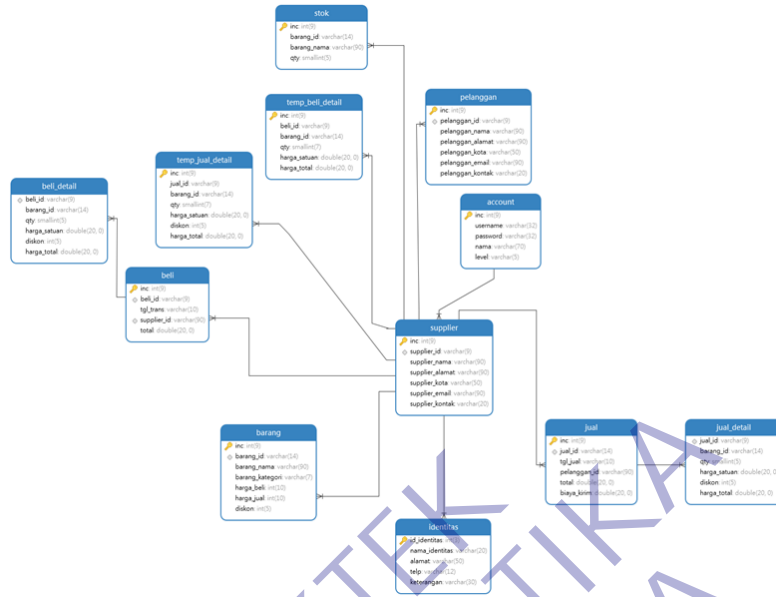 stok
inc: int(9)
barang_id: varchar(14)
barang_nama: varchar(90)
qty: smallint(5)
temp_beli_detail
inc: int(9)
beli_id: varchar(9)
barang_id: varchar(14)
qty: smallint(7)
harga_satuan: double(20, 0)
harga_total: double(20, 0)
pelanggan
inc: int(9)
pelanggan_id: varchar(9)
pelanggan_nama: varchar(90)
pelanggan_alamat: varchar(90)
pelanggan_kota: varchar(50)
pelanggan_email: varchar(90)
pelanggan_kontak: varchar(20)
temp_jual_detail
inc: int(9)
jual_id: varchar(9)
barang_id: varchar(14)
qty: smallint(7)
harga_satuan: double(20, 0)
diskon: int(5)
harga_total: double(20, 0)
beli_detail
beli_id: varchar(9)
barang_id: varchar(14)
qty: smallint(5)
harga_satuan: double(20, 0)
diskon: int(5)
harga_total: double(20, 0)
account
inc: int(9)
username: varchar(32)
password: varchar(32)
nama: varchar(70)
level: varchar(5)
beli
inc: int(9)
beli_id: varchar(9)
tgl_trans: varchar(10)
supplier_id: varchar(90)
total: double(20, 0)
supplier
inc: int(9)
supplier_id: varchar(9)
supplier_nama: varchar(90)
supplier_alamat: varchar(90)
supplier_kota: varchar(50)
supplier_email: varchar(90)
supplier_kontak: varchar(20)
barang
inc: int(9)
barang_id: varchar(14)
barang_nama: varchar(90)
barang_kategori: varchar(7)
harga_beli: int(10)
harga_jual: int(10)
diskon: int(5)
jual
inc: int(9)
jual_id: varchar(14)
tgl_jual: varchar(10)
pelanggan_id: varchar(90)
total: double(20, 0)
biaya_kirim: double(20, 0)
jual_detail
jual_id: varchar(9)
barang_id: varchar(14)
qty: smallint(5)
harga_satuan: double(20, 0)
diskon: int(5)
harga_total: double(20, 0)
identitas
id_identitas: int(
nama_identitas: varchar(20)
alamat: varchar(50)
telp: varchar(12)
keterangan: varchar(30)
TEK
TIKA